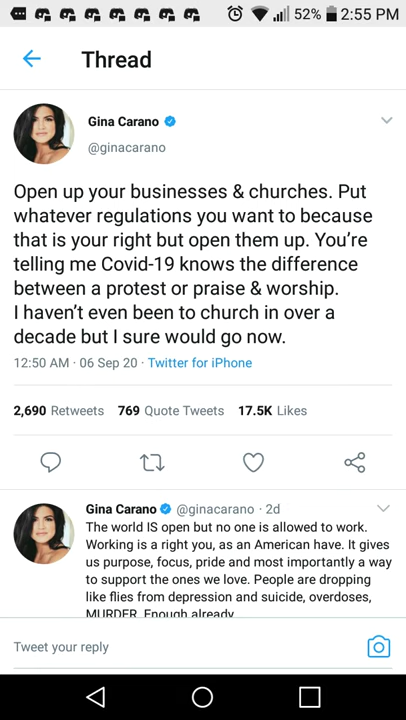 52% 2:55 PM
Thread
Gina Carano
@ginacarano
Open up your businesses & churches. Put
whatever regulations you want to because
that is your right but open them up. You’re
telling me Covid-19 knows the difference
between a protest or praise & worship.
I haven’t even been to church in over a
decade but I sure would go now.
12:50 AM · 06 Sep 20 · Twitter for iPhone
2,690 Retweets 769 Quote Tweets 17.5K Likes
Gina Carano @ginacarano · 2d
The world IS open but no one is allowed to work.
Working is a right you, as an American have. It gives
us purpose, focus, pride and most importantly a way
to support the ones we love. People are dropping
like flies from depression and suicide, overdoses,
MURDER. Enough already
Tweet your reply